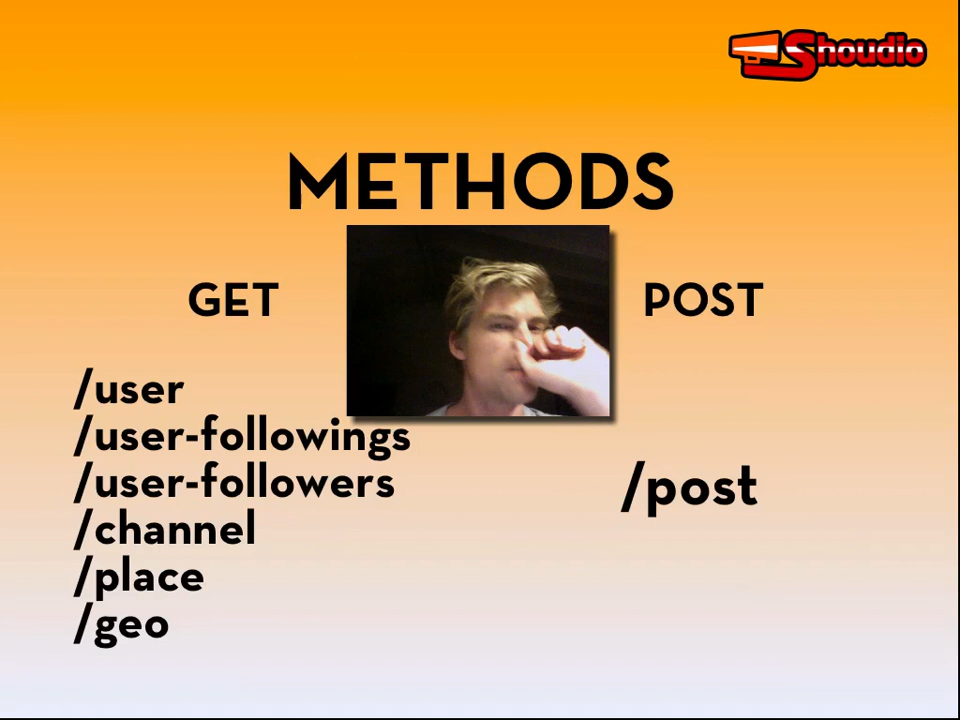 Shoudio
METHODS
GET
POST
/user
/user-followings
/user-followers
/channel
/place
/geo
/post